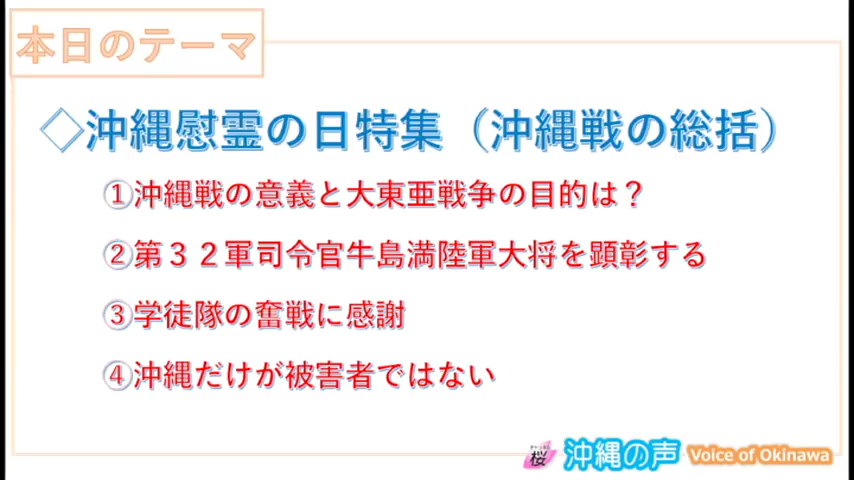 本日のテーマ
◇沖縄慰霊の日特集（沖縄戦の総括）
①沖縄戦の意義と大東亜戦争の目的は？
②第３２軍司令官牛島満陸軍大将を顕彰する
③学徒隊の奮戦に感謝
④沖縄だけが被害者ではない
桜 沖縄の声 Voice of Okinawa